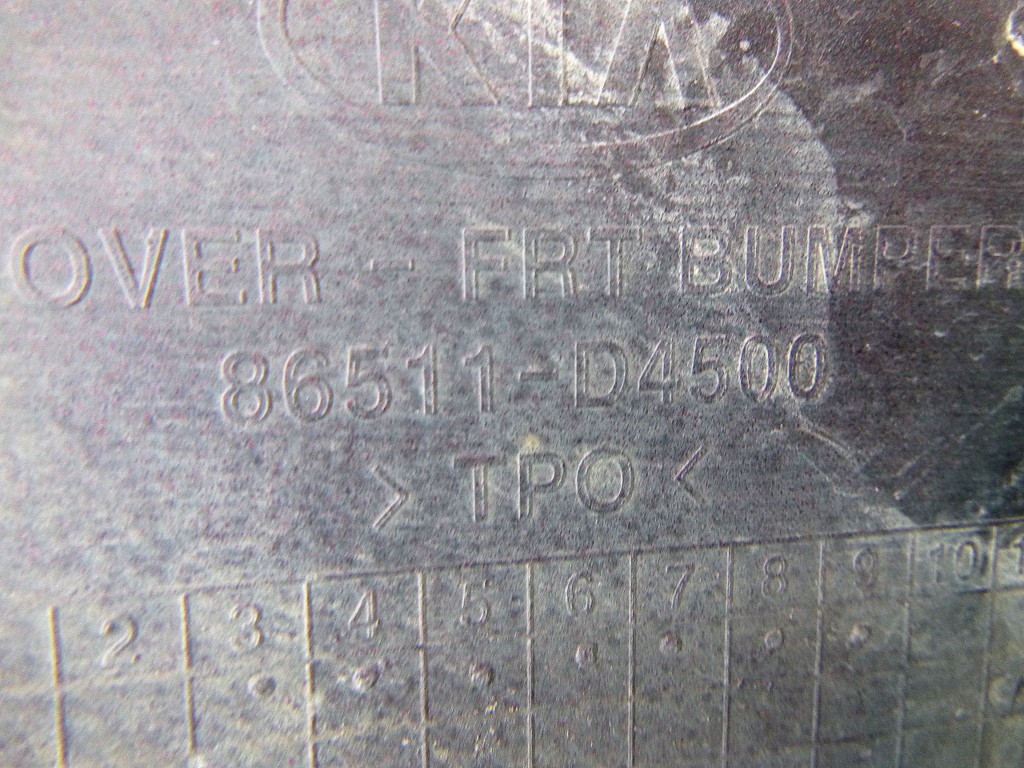 KIA
OVER - FRT BUMPER
86511-D4500
> TPO <
2 3 4 5 6 7 8 9 10